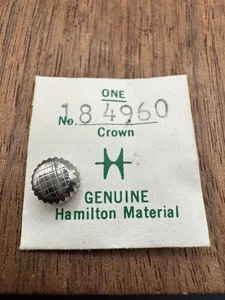 ONE
No. 184960
Crown
GENUINE
Hamilton Material